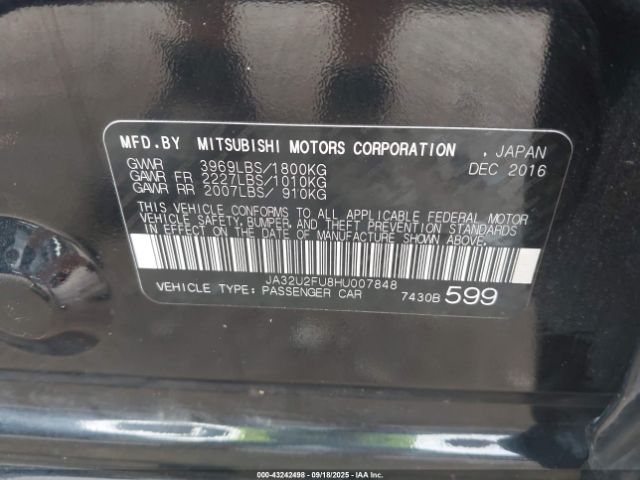 MFD.BY MITSUBISHI MOTORS CORPORATION , JAPAN
GVWR 3969LBS/1800KG DEC 2016
GAWR FR 2227LBS/1010KG
GAWR RR 2007LBS/ 910KG
THIS VEHICLE CONFORMS TO ALL APPLICABLE FEDERAL MOTOR
VEHICLE SAFETY, BUMPER, AND THEFT PREVENTION STANDARDS
IN EFFECT ON THE DATE OF MANUFACTURE SHOWN ABOVE.
JA32U2FU8HU007848
VEHICLE TYPE: PASSENGER CAR 7430B 599
000-43242498 - 09/18/2025 - IAAI.COM